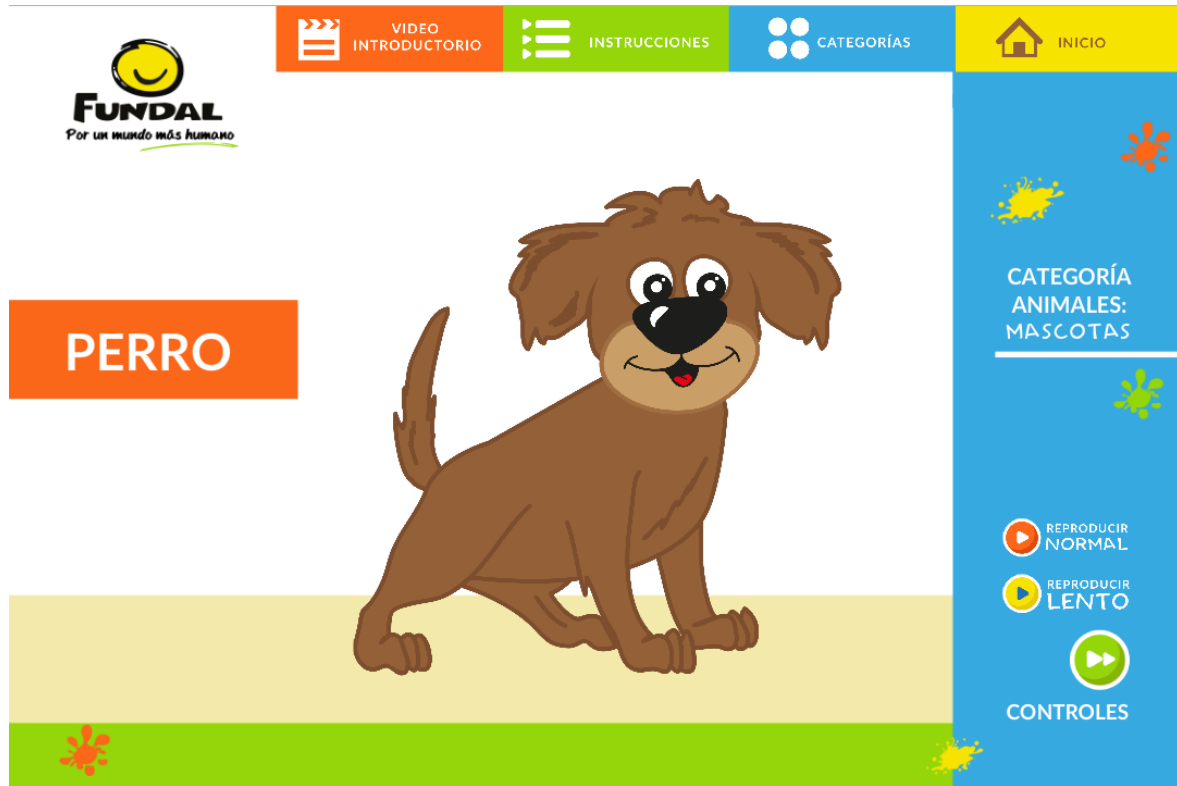 FUNDAL
Por un mundo más humano
VIDEO
INTRODUCTORIO
INSTRUCCIONES
CATEGORÍAS
INICIO
PERRO
CATEGORÍA
ANIMALES:
MASCOTAS
REPRODUCIR
NORMAL
REPRODUCIR
LENTO
CONTROLES